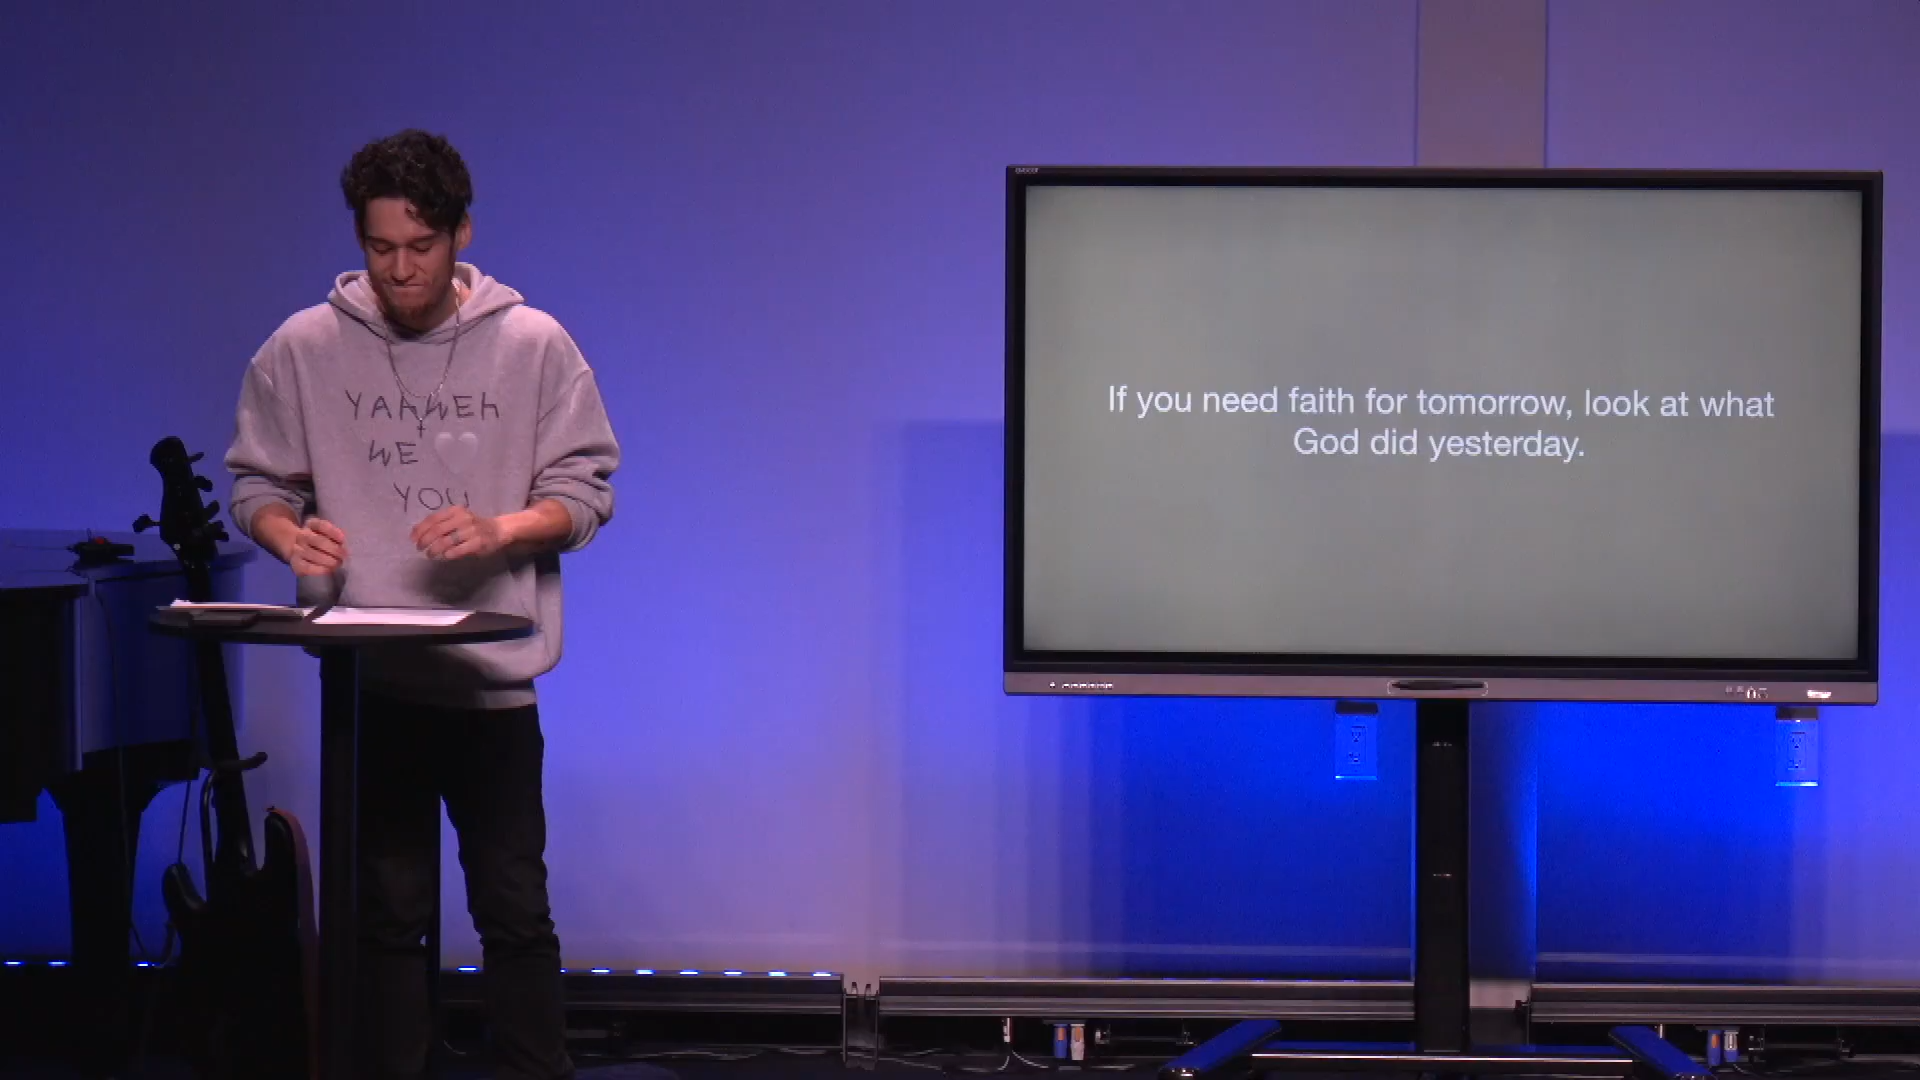 YAHWEH
WE 🤍
YOU
If you need faith for tomorrow, look at what
God did yesterday.